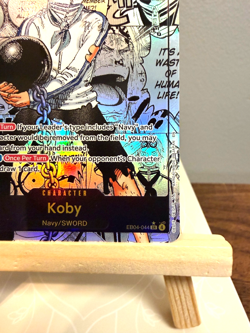 IT'S
WAST
OF
HUMA
LIFE!
Turn If your Leader's type includes "Navy" and
would be removed from the field, you may
ard from your hand instead.
Once Per Turn When your opponent's Character
draw 1 card.
CHARACTER
Koby
Navy/SWORD